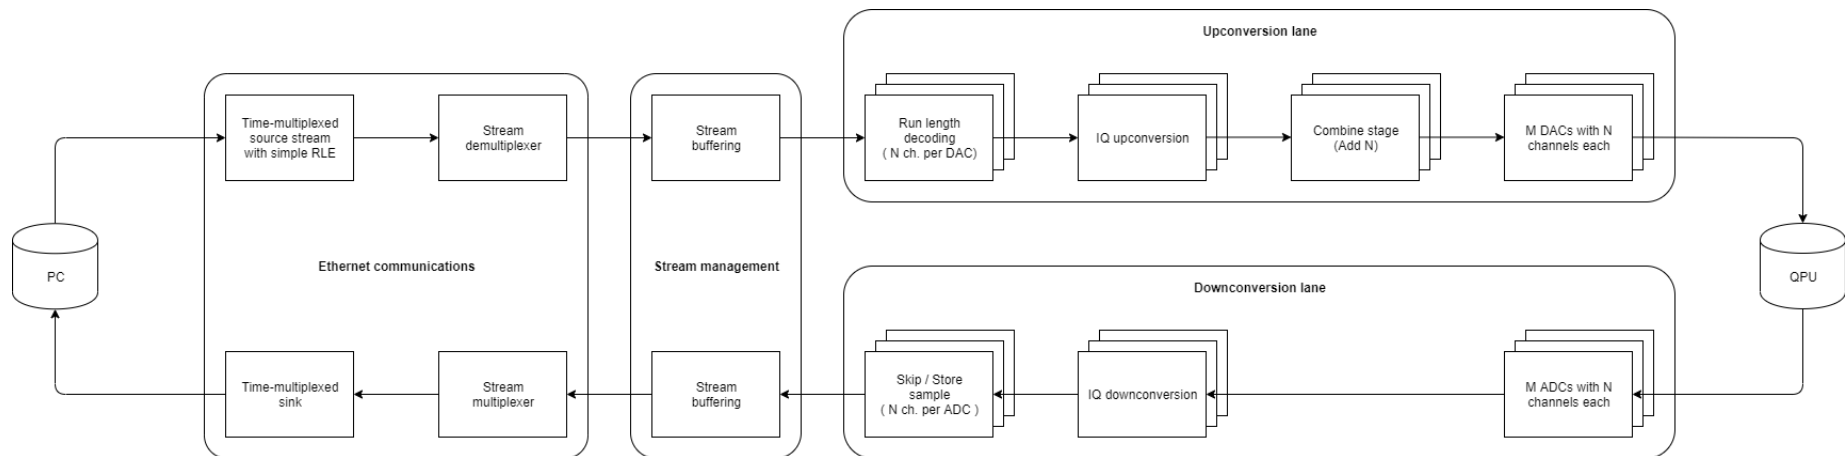 Upconversion lane
Time-multiplexed
source stream
with simple RLE
Stream
demultiplexer
Stream
buffering
Run length
decoding
( N ch. per DAC)
IQ upconversion
Combine stage
(Add N)
M DACs with N
channels each
PC
Ethernet communications
Stream management
QPU
Downconversion lane
Time-multiplexed
sink
Stream
multiplexer
Stream
buffering
Skip / Store
sample
( N ch. per ADC )
IQ downconversion
M ADCs with N
channels each